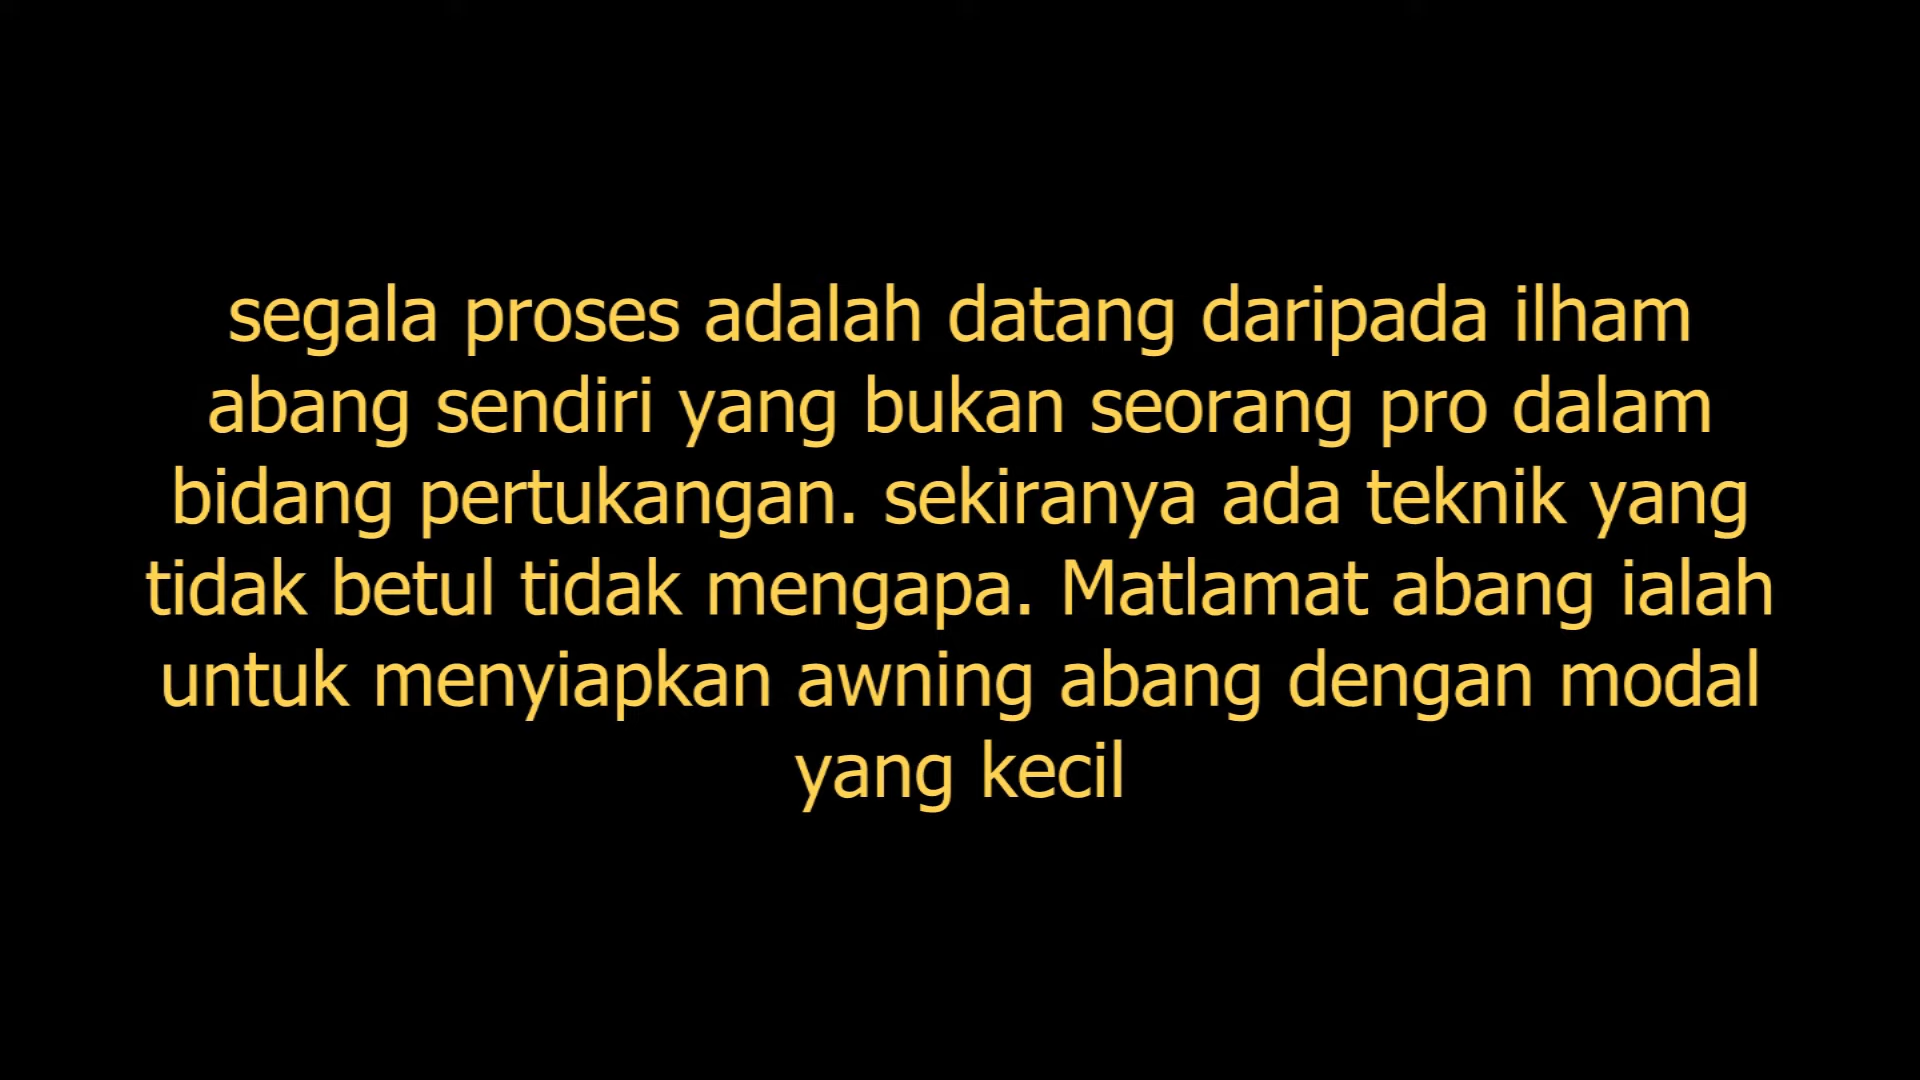 segala proses adalah datang daripada ilham
abang sendiri yang bukan seorang pro dalam
bidang pertukangan. sekiranya ada teknik yang
tidak betul tidak mengapa. Matlamat abang ialah
untuk menyiapkan awning abang dengan modal
yang kecil